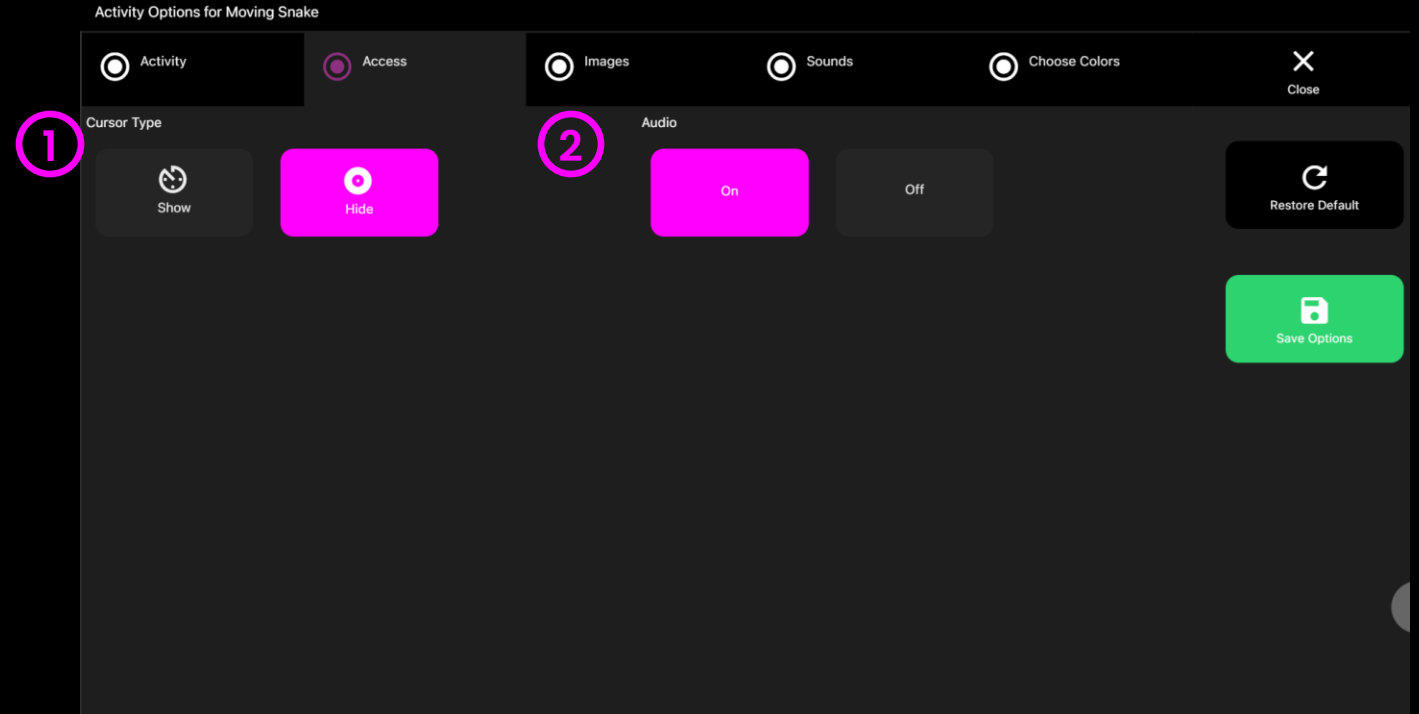 Activity Options for Moving Snake
Activity
Access
Images
Sounds
Choose Colors
Close
1
Cursor Type
2
Audio
Show
Hide
On
Off
Restore Default
Save Options